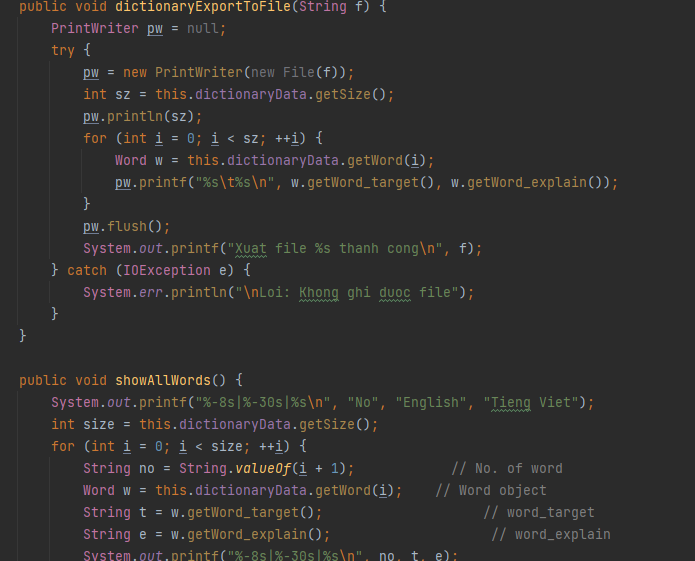 public void dictionaryExportToFile(String f) {
PrintWriter pw = null;
try {
pw = new PrintWriter(new File(f));
int sz = this.dictionaryData.getSize();
pw.println(sz);
for (int i = 0; i < sz; ++i) {
Word w = this.dictionaryData.getWord(i);
pw.printf("%s\t%s\n", w.getWord_target(), w.getWord_explain());
}
pw.flush();
System.out.printf("Xuat file %s thanh cong\n", f);
} catch (IOException e) {
System.err.println("\nLoi: Khong ghi duoc file");
}
}
public void showAllWords() {
System.out.printf("%-8s|%-30s|%s\n", "No", "English", "Tieng Viet");
int size = this.dictionaryData.getSize();
for (int i = 0; i < size; ++i) {
String no = String.valueOf(i + 1); // No. of word
Word w = this.dictionaryData.getWord(i); // Word object
String t = w.getWord_target(); // word_target
String e = w.getWord_explain(); // word_explain
System.out.printf("%-8s|%-30s|%s\n", no, t, e);